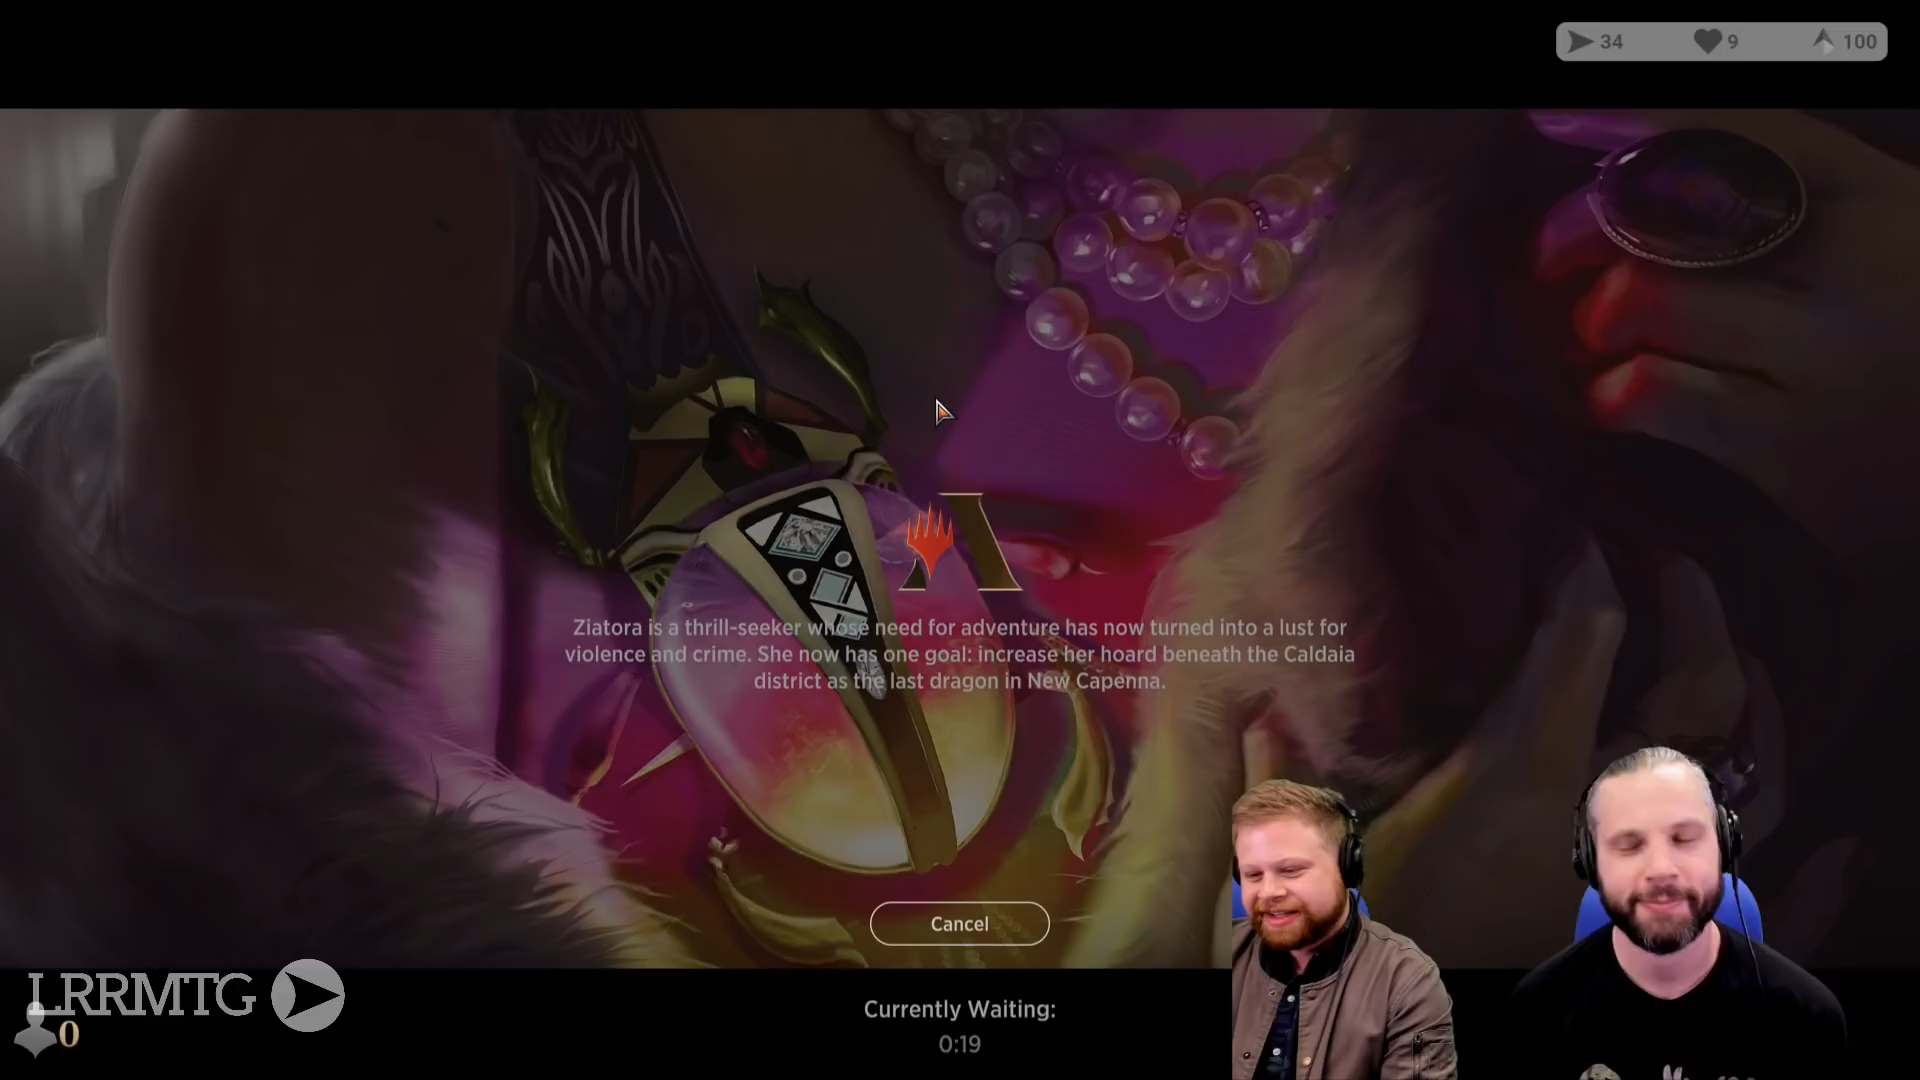 34 9 100
Ziatora is a thrill-seeker whose need for adventure has now turned into a lust for
violence and crime. She now has one goal: increase her hoard beneath the Caldaia
district as the last dragon in New Capenna.
Cancel
LRRMTG
0
Currently Waiting:
0:19